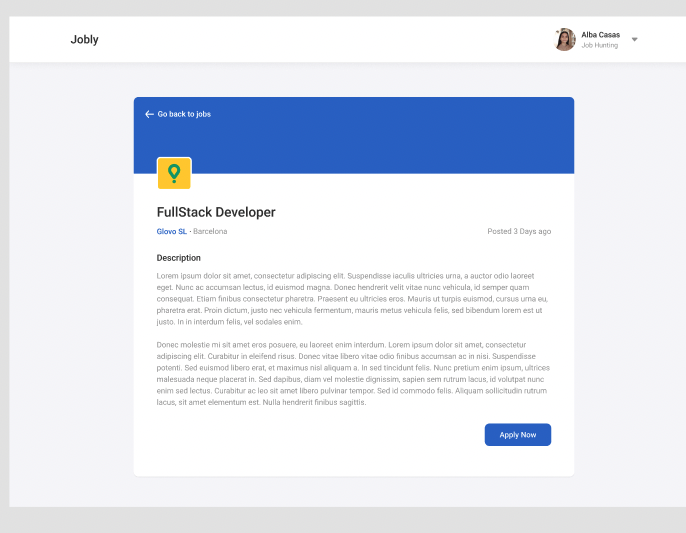 Jobly
Alba Casas
Job Hunting
Go back to jobs
FullStack Developer
Glovo SL · Barcelona
Posted 3 Days ago
Description
Lorem ipsum dolor sit amet, consectetur adipiscing elit. Suspendisse iaculis ultricies urna, a auctor odio laoreet
eget. Nunc ac accumsan lectus, id euismod magna. Donec hendrerit velit vitae nunc vehicula, id semper quam
consequat. Etiam finibus consectetur pharetra. Praesent eu ultricies eros. Mauris ut turpis euismod, cursus urna eu,
pharetra erat. Proin dictum, justo nec vehicula fermentum, mauris metus vehicula felis, sed bibendum lorem est ut
justo. In in interdum felis, vel sodales enim.
Donec molestie mi sit amet eros posuere, eu laoreet enim interdum. Lorem ipsum dolor sit amet, consectetur
adipiscing elit. Curabitur in eleifend risus. Donec vitae libero vitae odio finibus accumsan ac in nisi. Suspendisse
potenti. Sed euismod libero erat, et maximus nisl aliquam a. In sed tincidunt felis. Nunc pretium enim ipsum, ultrices
malesuada neque placerat in. Sed dapibus, diam vel molestie dignissim, sapien sem rutrum lacus, id volutpat nunc
enim sed lectus. Curabitur ac leo sit amet libero pulvinar tempor. Sed id commodo felis. Aliquam sollicitudin rutrum
lacus, sit amet elementum est. Nulla hendrerit finibus sagittis.
Apply Now